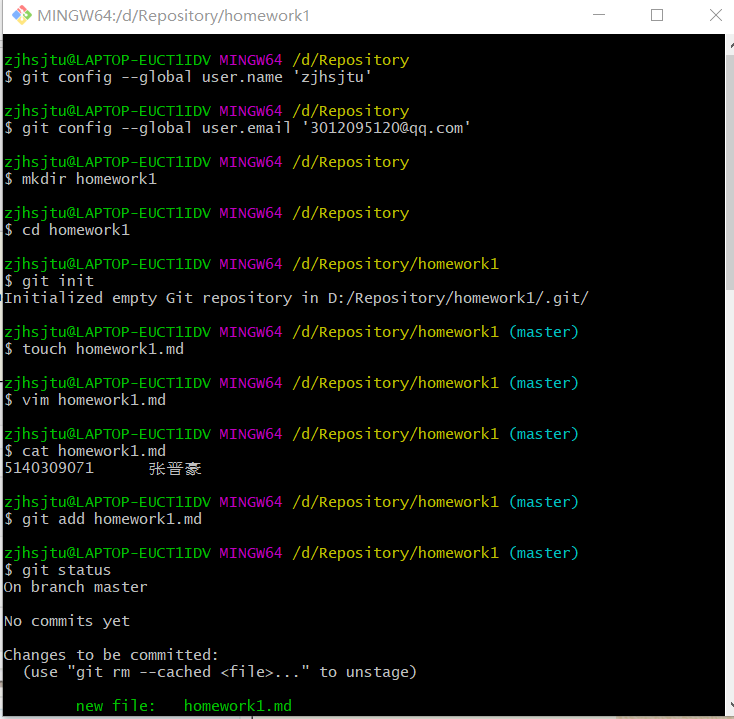 MINGW64:/d/Repository/homework1
zjhsjtu@LAPTOP-EUCT1IDV MINGW64 /d/Repository
$ git config --global user.name 'zjhsjtu'
zjhsjtu@LAPTOP-EUCT1IDV MINGW64 /d/Repository
$ git config --global user.email '3012095120@qq.com'
zjhsjtu@LAPTOP-EUCT1IDV MINGW64 /d/Repository
$ mkdir homework1
zjhsjtu@LAPTOP-EUCT1IDV MINGW64 /d/Repository
$ cd homework1
zjhsjtu@LAPTOP-EUCT1IDV MINGW64 /d/Repository/homework1
$ git init
Initialized empty Git repository in D:/Repository/homework1/.git/
zjhsjtu@LAPTOP-EUCT1IDV MINGW64 /d/Repository/homework1 (master)
$ touch homework1.md
zjhsjtu@LAPTOP-EUCT1IDV MINGW64 /d/Repository/homework1 (master)
$ vim homework1.md
zjhsjtu@LAPTOP-EUCT1IDV MINGW64 /d/Repository/homework1 (master)
$ cat homework1.md
5140309071 张晋豪
zjhsjtu@LAPTOP-EUCT1IDV MINGW64 /d/Repository/homework1 (master)
$ git add homework1.md
zjhsjtu@LAPTOP-EUCT1IDV MINGW64 /d/Repository/homework1 (master)
$ git status
On branch master
No commits yet
Changes to be committed:
(use "git rm --cached <file>..." to unstage)
new file: homework1.md